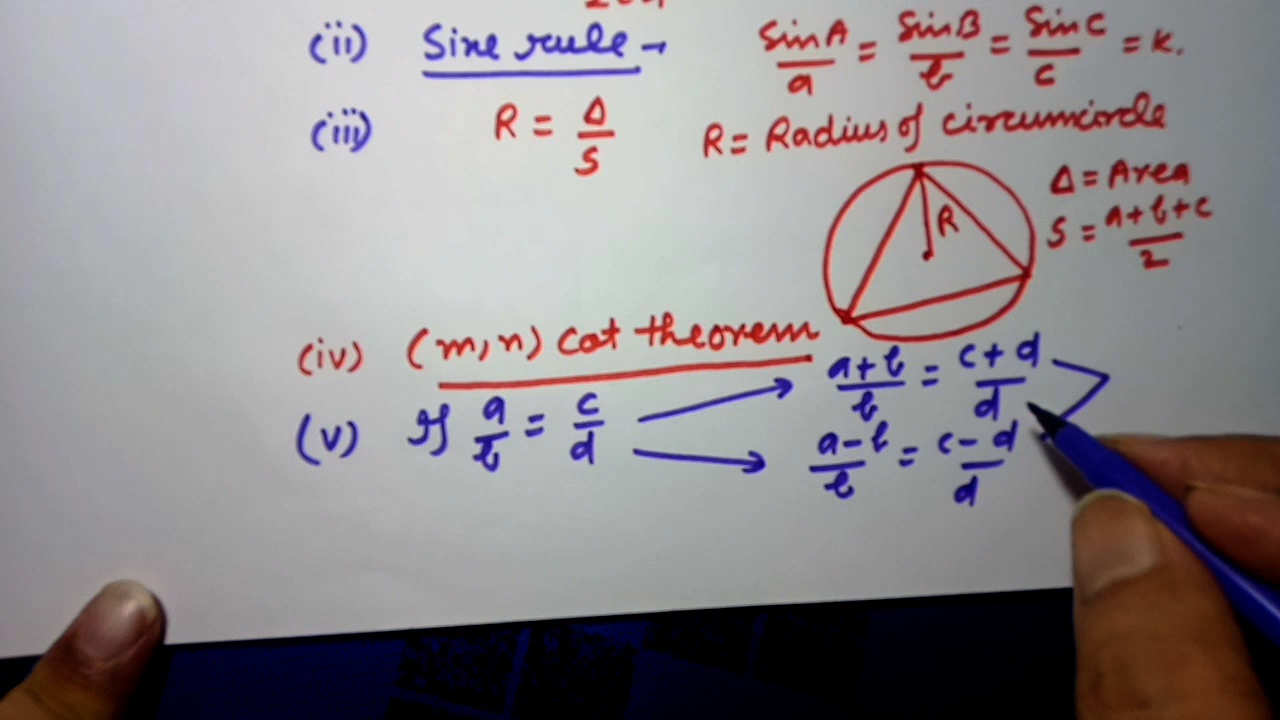 (ii) Sine rule → sinA/a = sinB/b = sinC/c = k.
(iii) R = Δ/s R = Radius of circumcircle
Δ = Area
R
s = a+b+c/2
(iv) (m,n) cot theorem
(v) If a/b = c/d → a+b/b = c+d/d
→ a-b/b = c-d/d